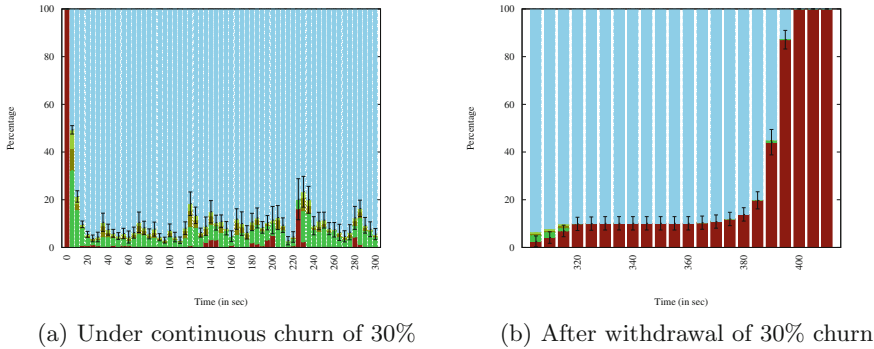 100
80
60
40
20
0
Percentage
0 20 40 60 80 100 120 140 160 180 200 220 240 260 280 300
Time (in sec)
(a) Under continuous churn of 30%
100
80
60
40
20
0
Percentage
320 340 360 380 400
Time (in sec)
(b) After withdrawal of 30% churn